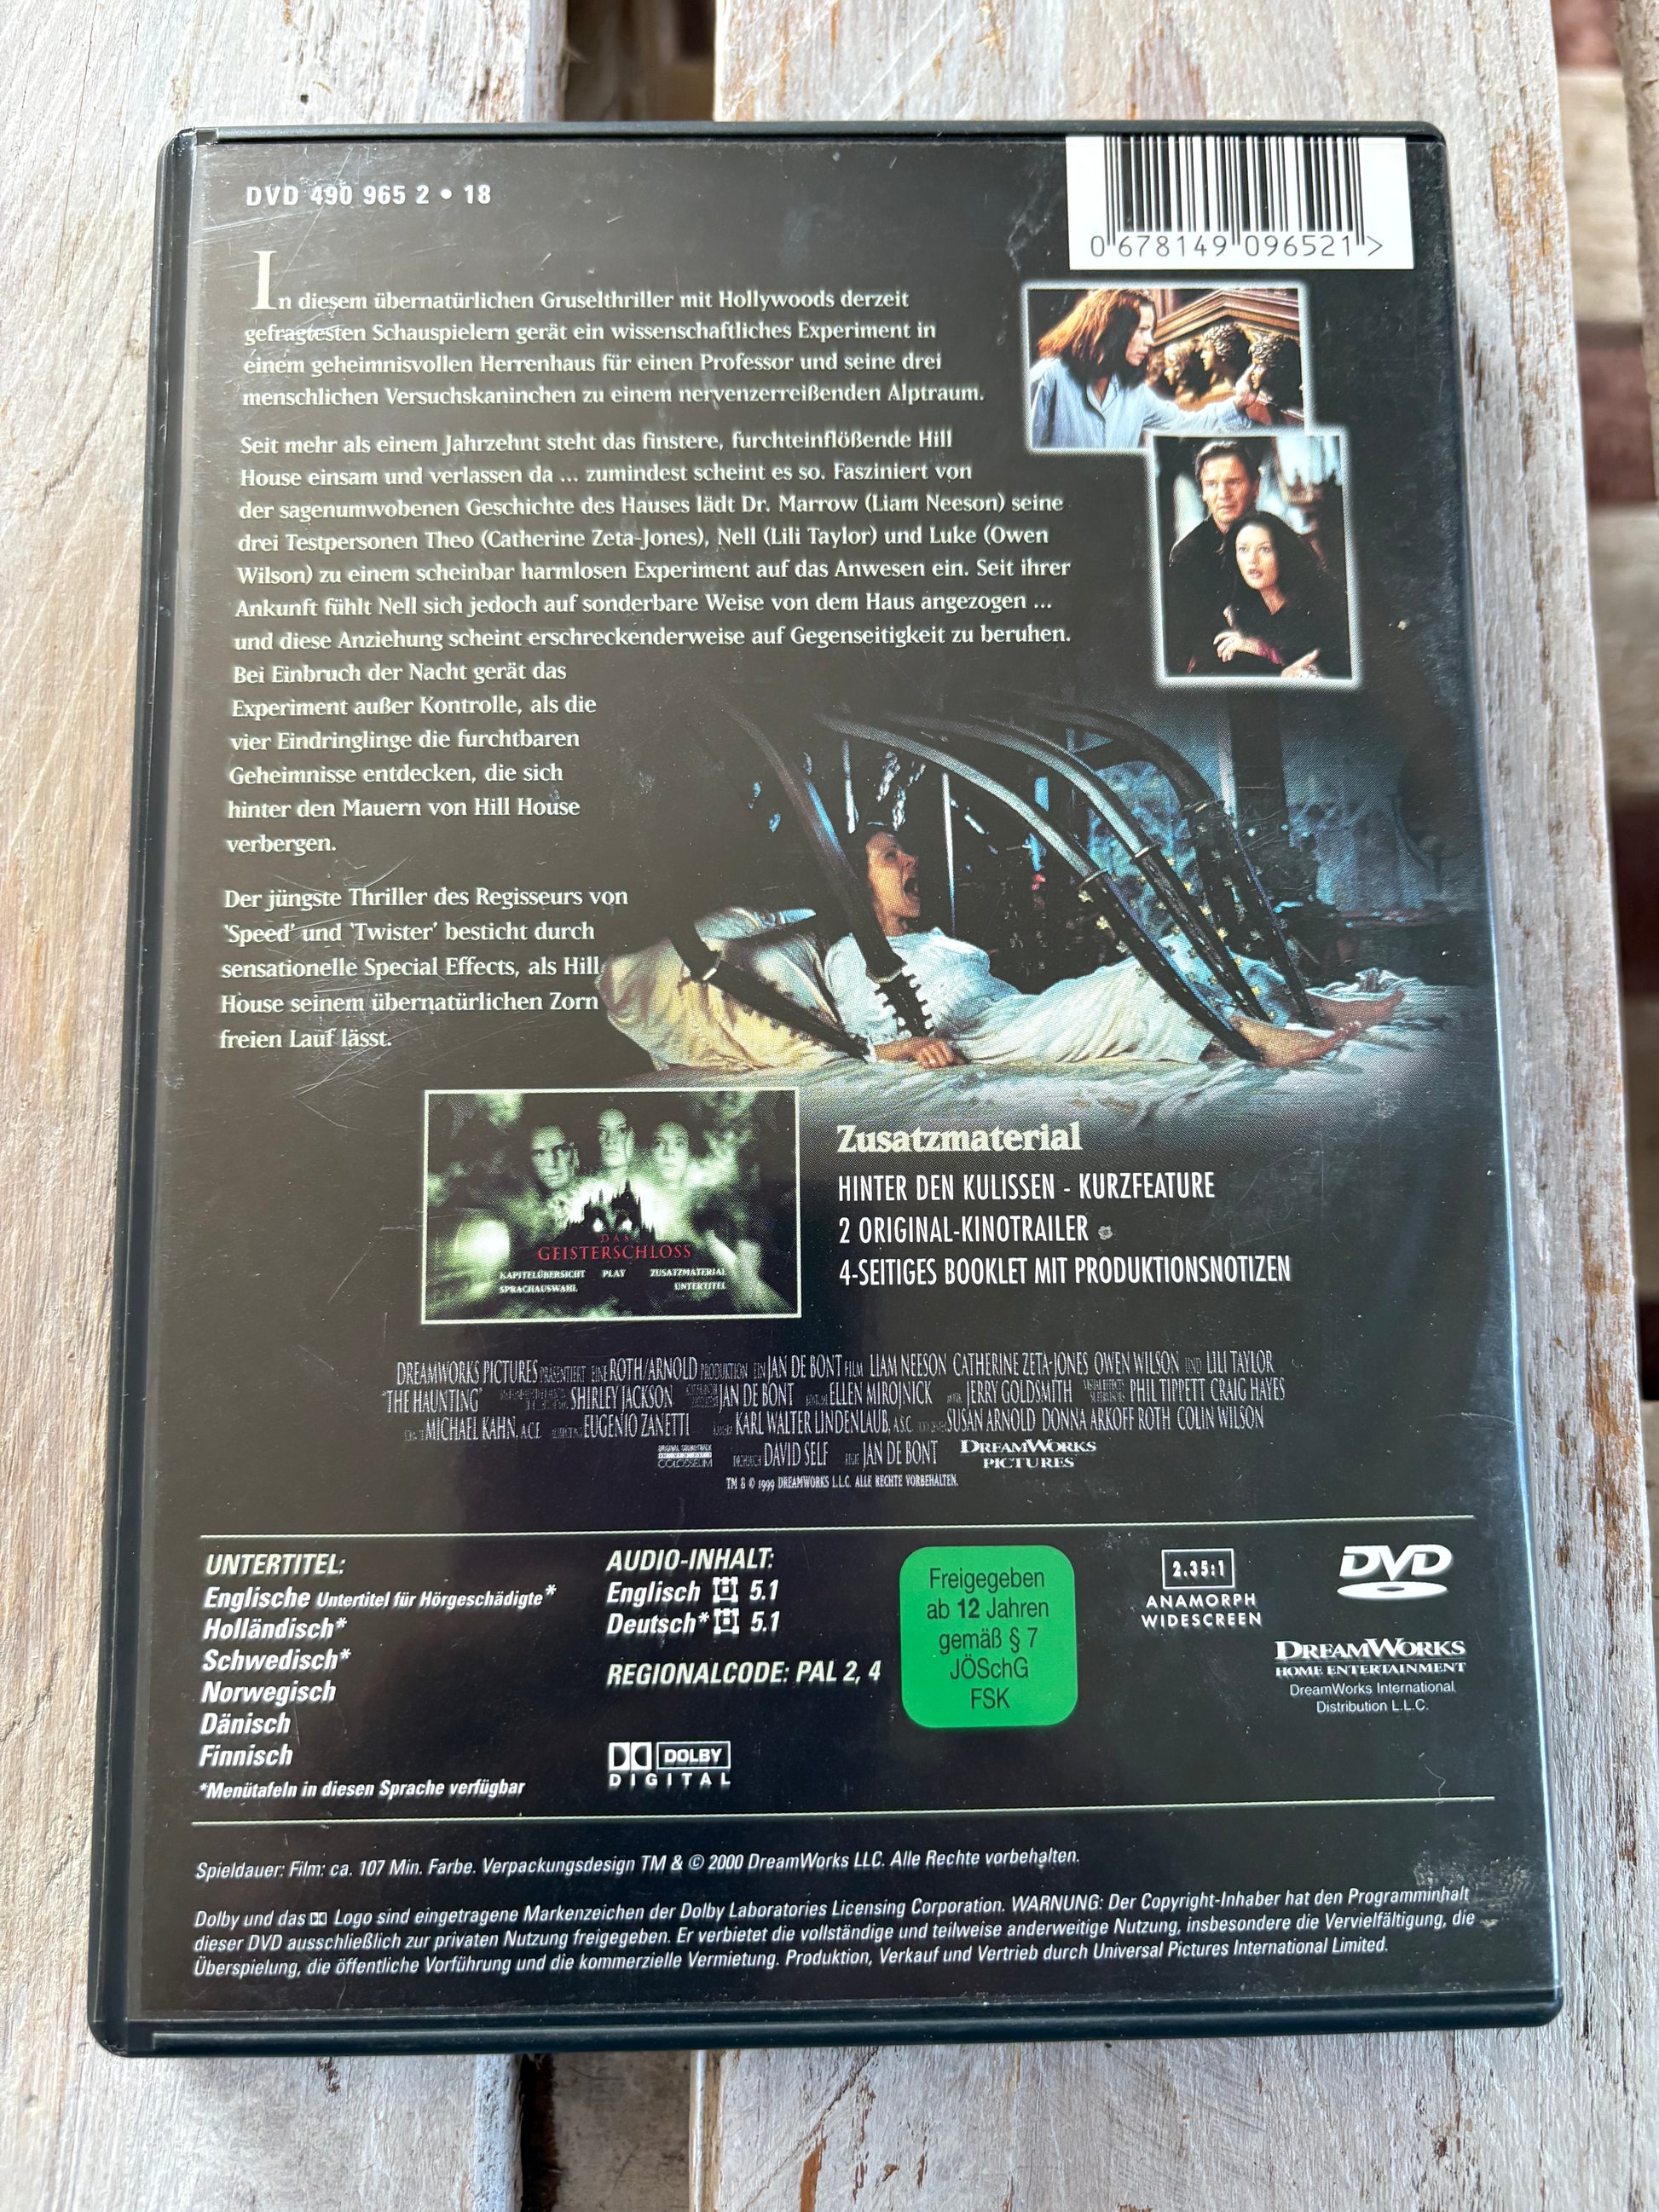 DVD 490 965 2 • 18
0 678149 096521 >
In diesem übernatürlichen Gruselthriller mit Hollywoods derzeit
gefragtesten Schauspielern gerät ein wissenschaftliches Experiment in
einem geheimnisvollen Herrenhaus für einen Professor und seine drei
menschlichen Versuchskaninchen zu einem nervenzerreißenden Alptraum.
Seit mehr als einem Jahrzehnt steht das finstere, furchteinflößende Hill
House einsam und verlassen da ... zumindest scheint es so. Fasziniert von
der sagenumwobenen Geschichte des Hauses lädt Dr. Marrow (Liam Neeson) seine
drei Testpersonen Theo (Catherine Zeta-Jones), Nell (Lili Taylor) und Luke (Owen
Wilson) zu einem scheinbar harmlosen Experiment auf das Anwesen ein. Seit ihrer
Ankunft fühlt Nell sich jedoch auf sonderbare Weise von dem Haus angezogen ...
und diese Anziehung scheint erschreckenderweise auf Gegenseitigkeit zu beruhen.
Bei Einbruch der Nacht gerät das
Experiment außer Kontrolle, als die
vier Eindringlinge die furchtbaren
Geheimnisse entdecken, die sich
hinter den Mauern von Hill House
verbergen.
Der jüngste Thriller des Regisseurs von
'Speed' und 'Twister' besticht durch
sensationelle Special Effects, als Hill
House seinem übernatürlichen Zorn
freien Lauf lässt.
DAS
GEISTERSCHLOSS
KAPITELÜBERSICHT PLAY ZUSATZMATERIAL
SPRACHAUSWAHL UNTERTITEL
Zusatzmaterial
HINTER DEN KULISSEN - KURZFEATURE
2 ORIGINAL-KINOTRAILER
4-SEITIGES BOOKLET MIT PRODUKTIONSNOTIZEN
DREAMWORKS PICTURES PRÄSENTIERT EINE ROTH/ARNOLD PRODUKTION EIN JAN DE BONT FILM LIAM NEESON CATHERINE ZETA-JONES OWEN WILSON UND LILI TAYLOR
"THE HAUNTING" SHIRLEY JACKSON JAN DE BONT ELLEN MIROJNICK JERRY GOLDSMITH PHIL TIPPETT CRAIG HAYES
MICHAEL KAHN, A.C.E. EUGENIO ZANETTI KARL WALTER LINDENLAUB, A.S.C. SUSAN ARNOLD DONNA ARKOFF ROTH COLIN WILSON
COLOSSEUM DAVID SELF JAN DE BONT DREAMWORKS PICTURES
TM & © 1999 DREAMWORKS L.L.C. ALLE RECHTE VORBEHALTEN.
UNTERTITEL:
Englische Untertitel für Hörgeschädigte*
Holländisch*
Schwedisch*
Norwegisch
Dänisch
Finnisch
*Menütafeln in diesen Sprache verfügbar
AUDIO-INHALT:
Englisch 5.1
Deutsch* 5.1
REGIONALCODE: PAL 2, 4
DOLBY
DIGITAL
Freigegeben
ab 12 Jahren
gemäß § 7
JÖSchG
FSK
2.35:1
ANAMORPH
WIDESCREEN
DVD
DREAMWORKS
HOME ENTERTAINMENT
DreamWorks International
Distribution L.L.C.
Spieldauer: Film: ca. 107 Min. Farbe. Verpackungsdesign TM & © 2000 DreamWorks LLC. Alle Rechte vorbehalten.
Dolby und das Logo sind eingetragene Markenzeichen der Dolby Laboratories Licensing Corporation. WARNUNG: Der Copyright-Inhaber hat den Programminhalt
dieser DVD ausschließlich zur privaten Nutzung freigegeben. Er verbietet die vollständige und teilweise anderweitige Nutzung, insbesondere die Vervielfältigung, die
Überspielung, die öffentliche Vorführung und die kommerzielle Vermietung. Produktion, Verkauf und Vertrieb durch Universal Pictures International Limited.